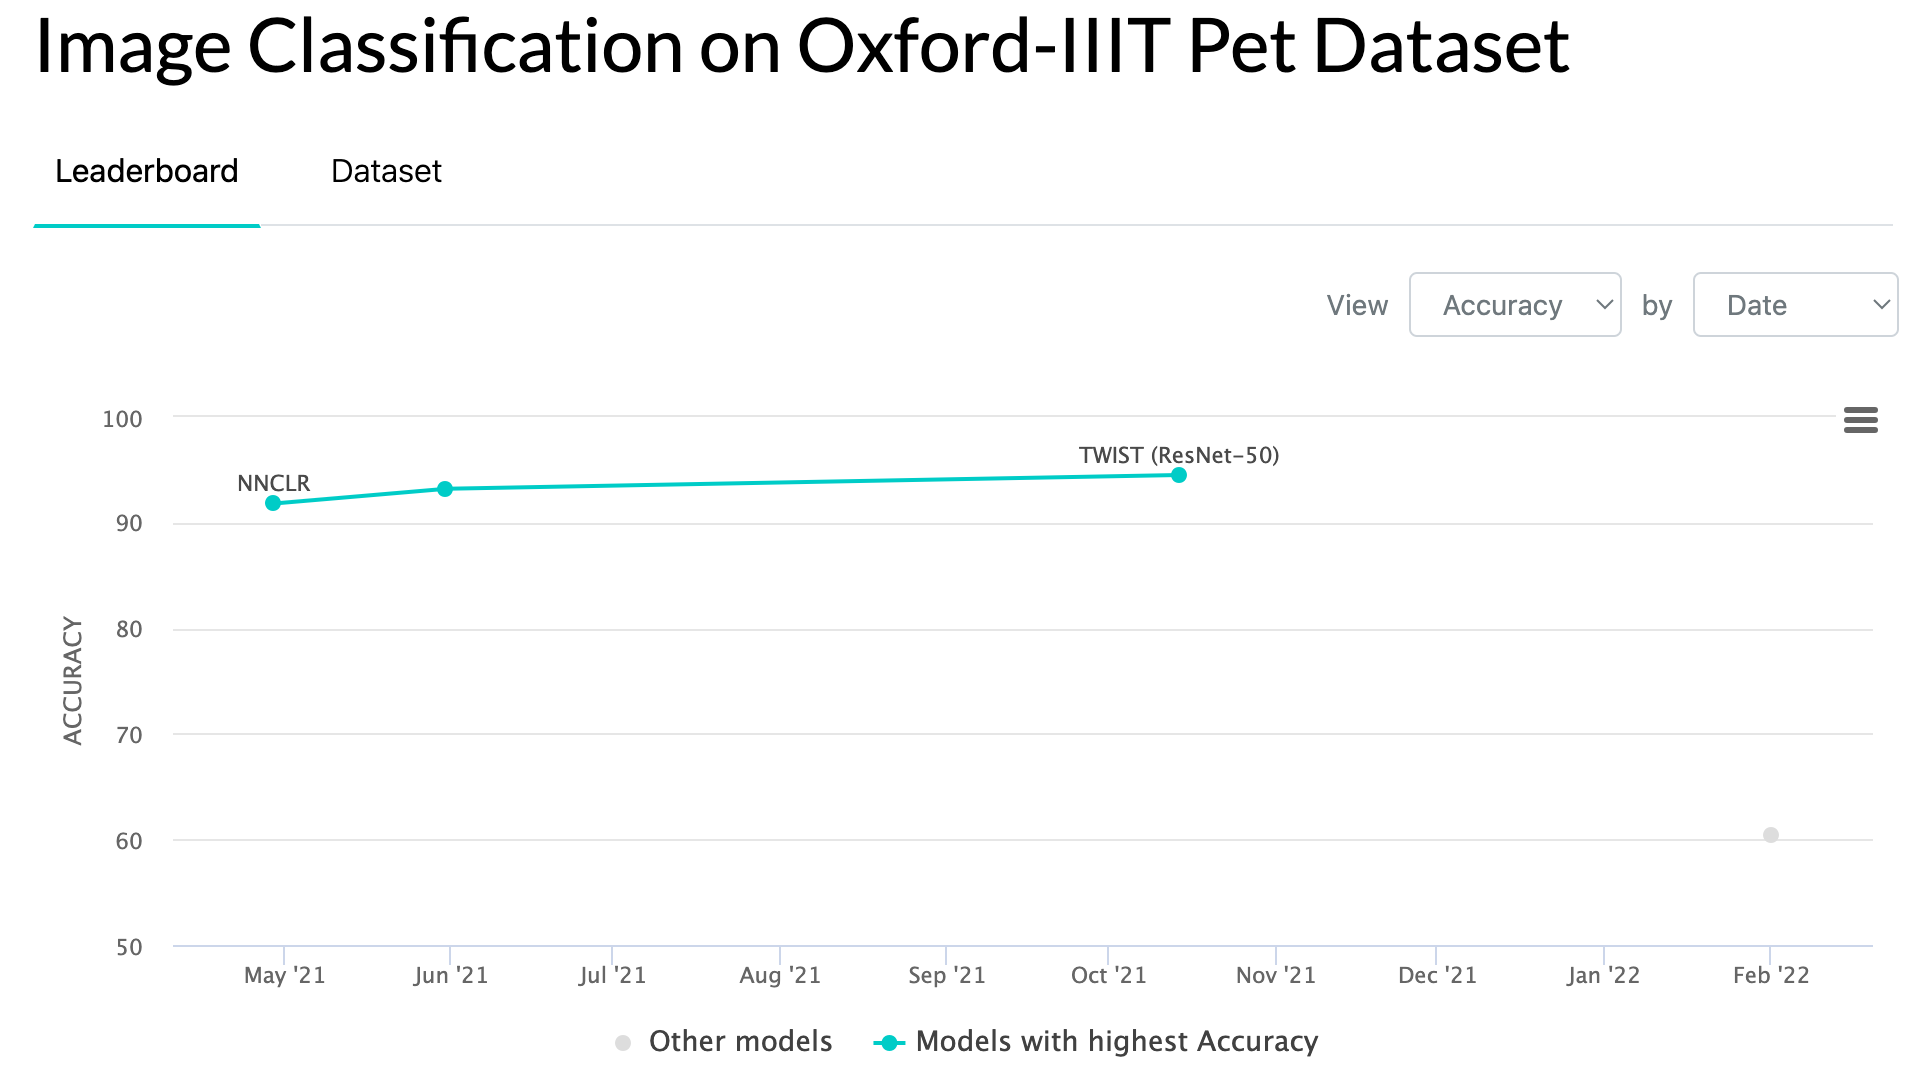 Image Classification on Oxford-IIIT Pet Dataset
Leaderboard Dataset
View Accuracy by Date
100
TWIST (ResNet-50)
NNCLR
90
80
ACCURACY
70
60
50
May '21 Jun '21 Jul '21 Aug '21 Sep '21 Oct '21 Nov '21 Dec '21 Jan '22 Feb '22
Other models Models with highest Accuracy